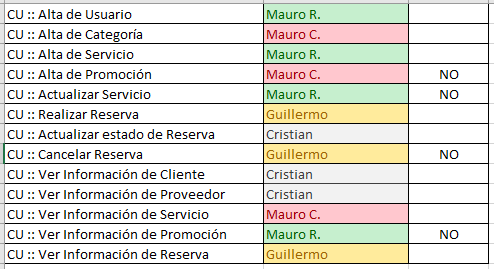 CU :: Alta de Usuario Mauro R.
CU :: Alta de Categoría Mauro C.
CU :: Alta de Servicio Mauro R.
CU :: Alta de Promoción Mauro C. NO
CU :: Actualizar Servicio Mauro R. NO
CU :: Realizar Reserva Guillermo
CU :: Actualizar estado de Reserva Cristian
CU :: Cancelar Reserva Guillermo NO
CU :: Ver Información de Cliente Cristian
CU :: Ver Información de Proveedor Cristian
CU :: Ver Información de Servicio Mauro C.
CU :: Ver Información de Promoción Mauro R. NO
CU :: Ver Información de Reserva Guillermo